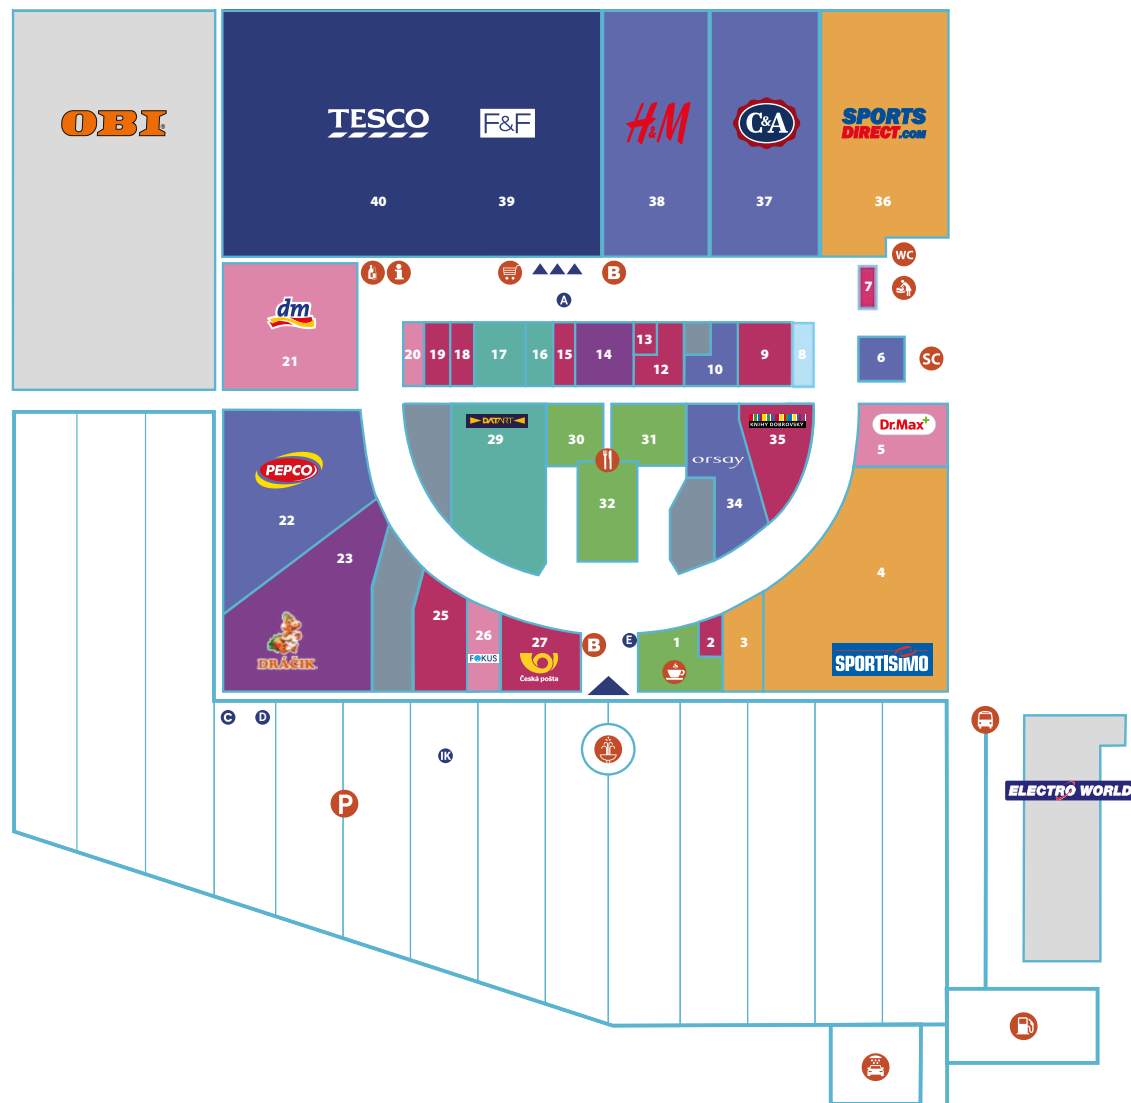 OBI
TESCO
F&F
H&M
C&A
SPORTS
DIRECT.COM
40
39
38
37
36
WC
i
B
7
A
dm
21
20
19
18
17
16
15
14
13
12
10
9
8
6
SC
DATART
29
30
31
KNIHY DOBROVSKÝ
35
orsay
34
Dr.Max+
5
32
PEPCO
22
23
4
DRÁČIK
25
26
FOKUS
27
Česká pošta
B
E
1
2
3
SPORTISIMO
C
D
IK
P
ELECTRO WORLD